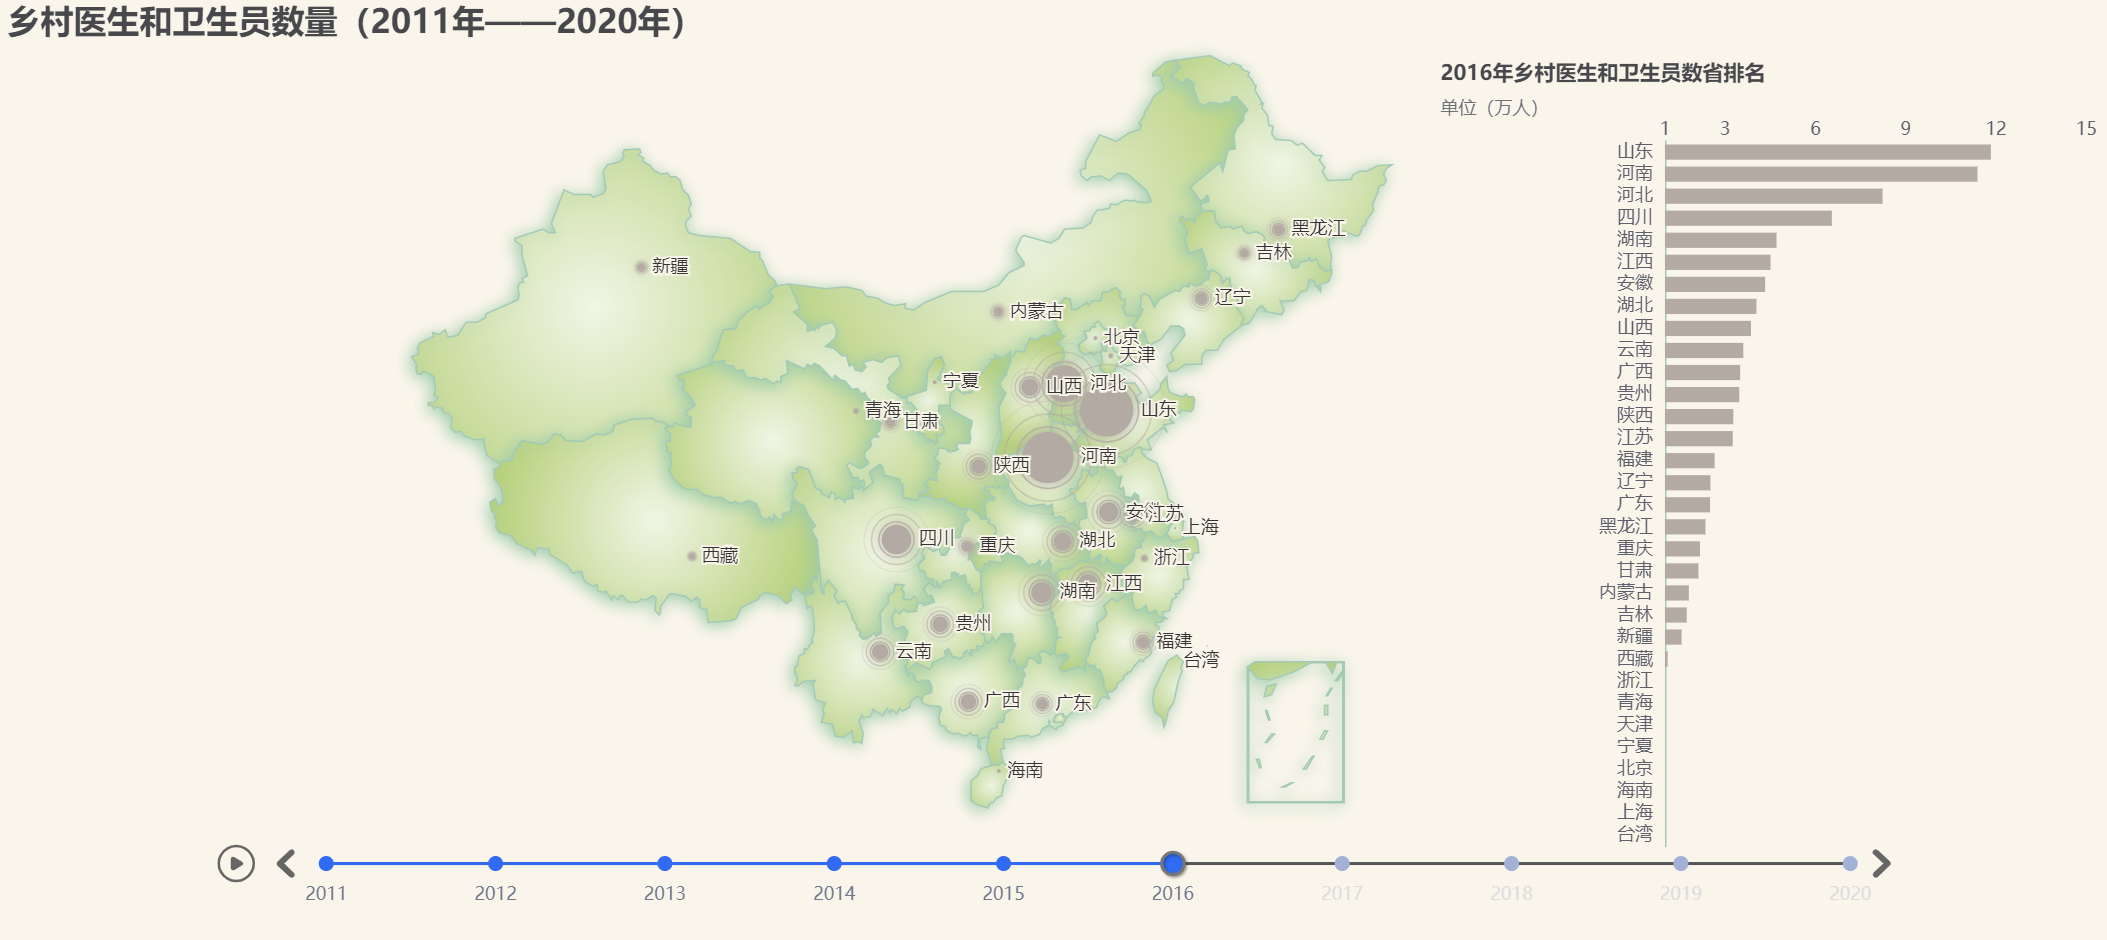 乡村医生和卫生员数量（2011年——2020年）
2016年乡村医生和卫生员数省排名
单位（万人）
1 3 6 9 12 15
山东
河南
河北
四川
湖南
江西
安徽
湖北
山西
云南
广西
贵州
陕西
江苏
福建
辽宁
广东
黑龙江
重庆
甘肃
内蒙古
吉林
新疆
西藏
浙江
青海
天津
宁夏
北京
海南
上海
台湾
黑龙江
吉林
新疆
辽宁
内蒙古
北京
天津
宁夏
山西
河北
青海
山东
甘肃
河南
陕西
安徽
江苏
上海
四川
湖北
重庆
西藏
浙江
江西
湖南
贵州
福建
云南
台湾
广西
广东
海南
2011 2012 2013 2014 2015 2016 2017 2018 2019 2020